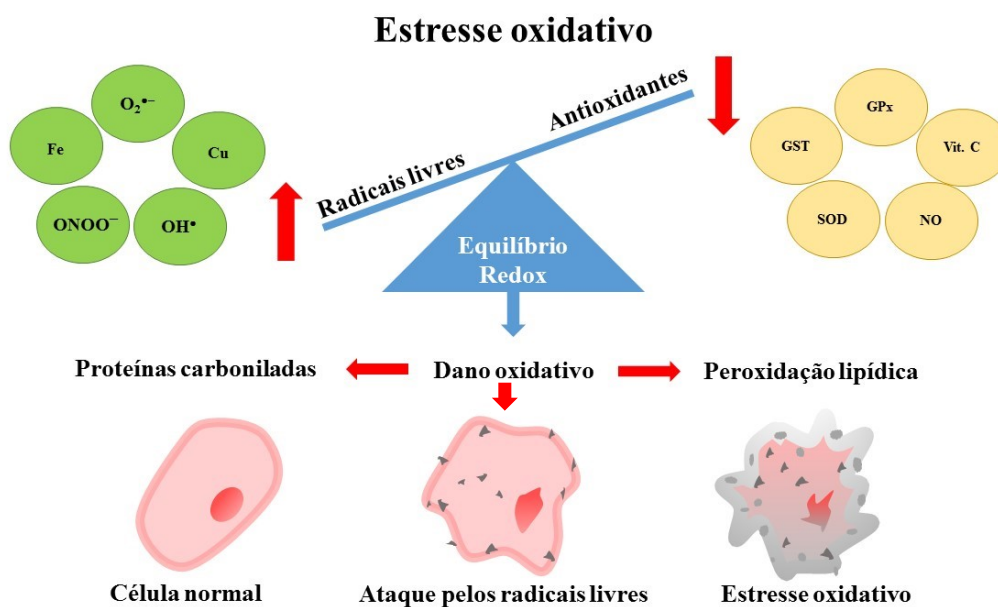 Estresse oxidativo
O₂•−
Fe
Cu
ONOO−
OH•
Radicais livres
Antioxidantes
GPx
GST
Vit. C
SOD
NO
Equilíbrio
Redox
Proteínas carboniladas
Dano oxidativo
Peroxidação lipídica
Célula normal
Ataque pelos radicais livres
Estresse oxidativo